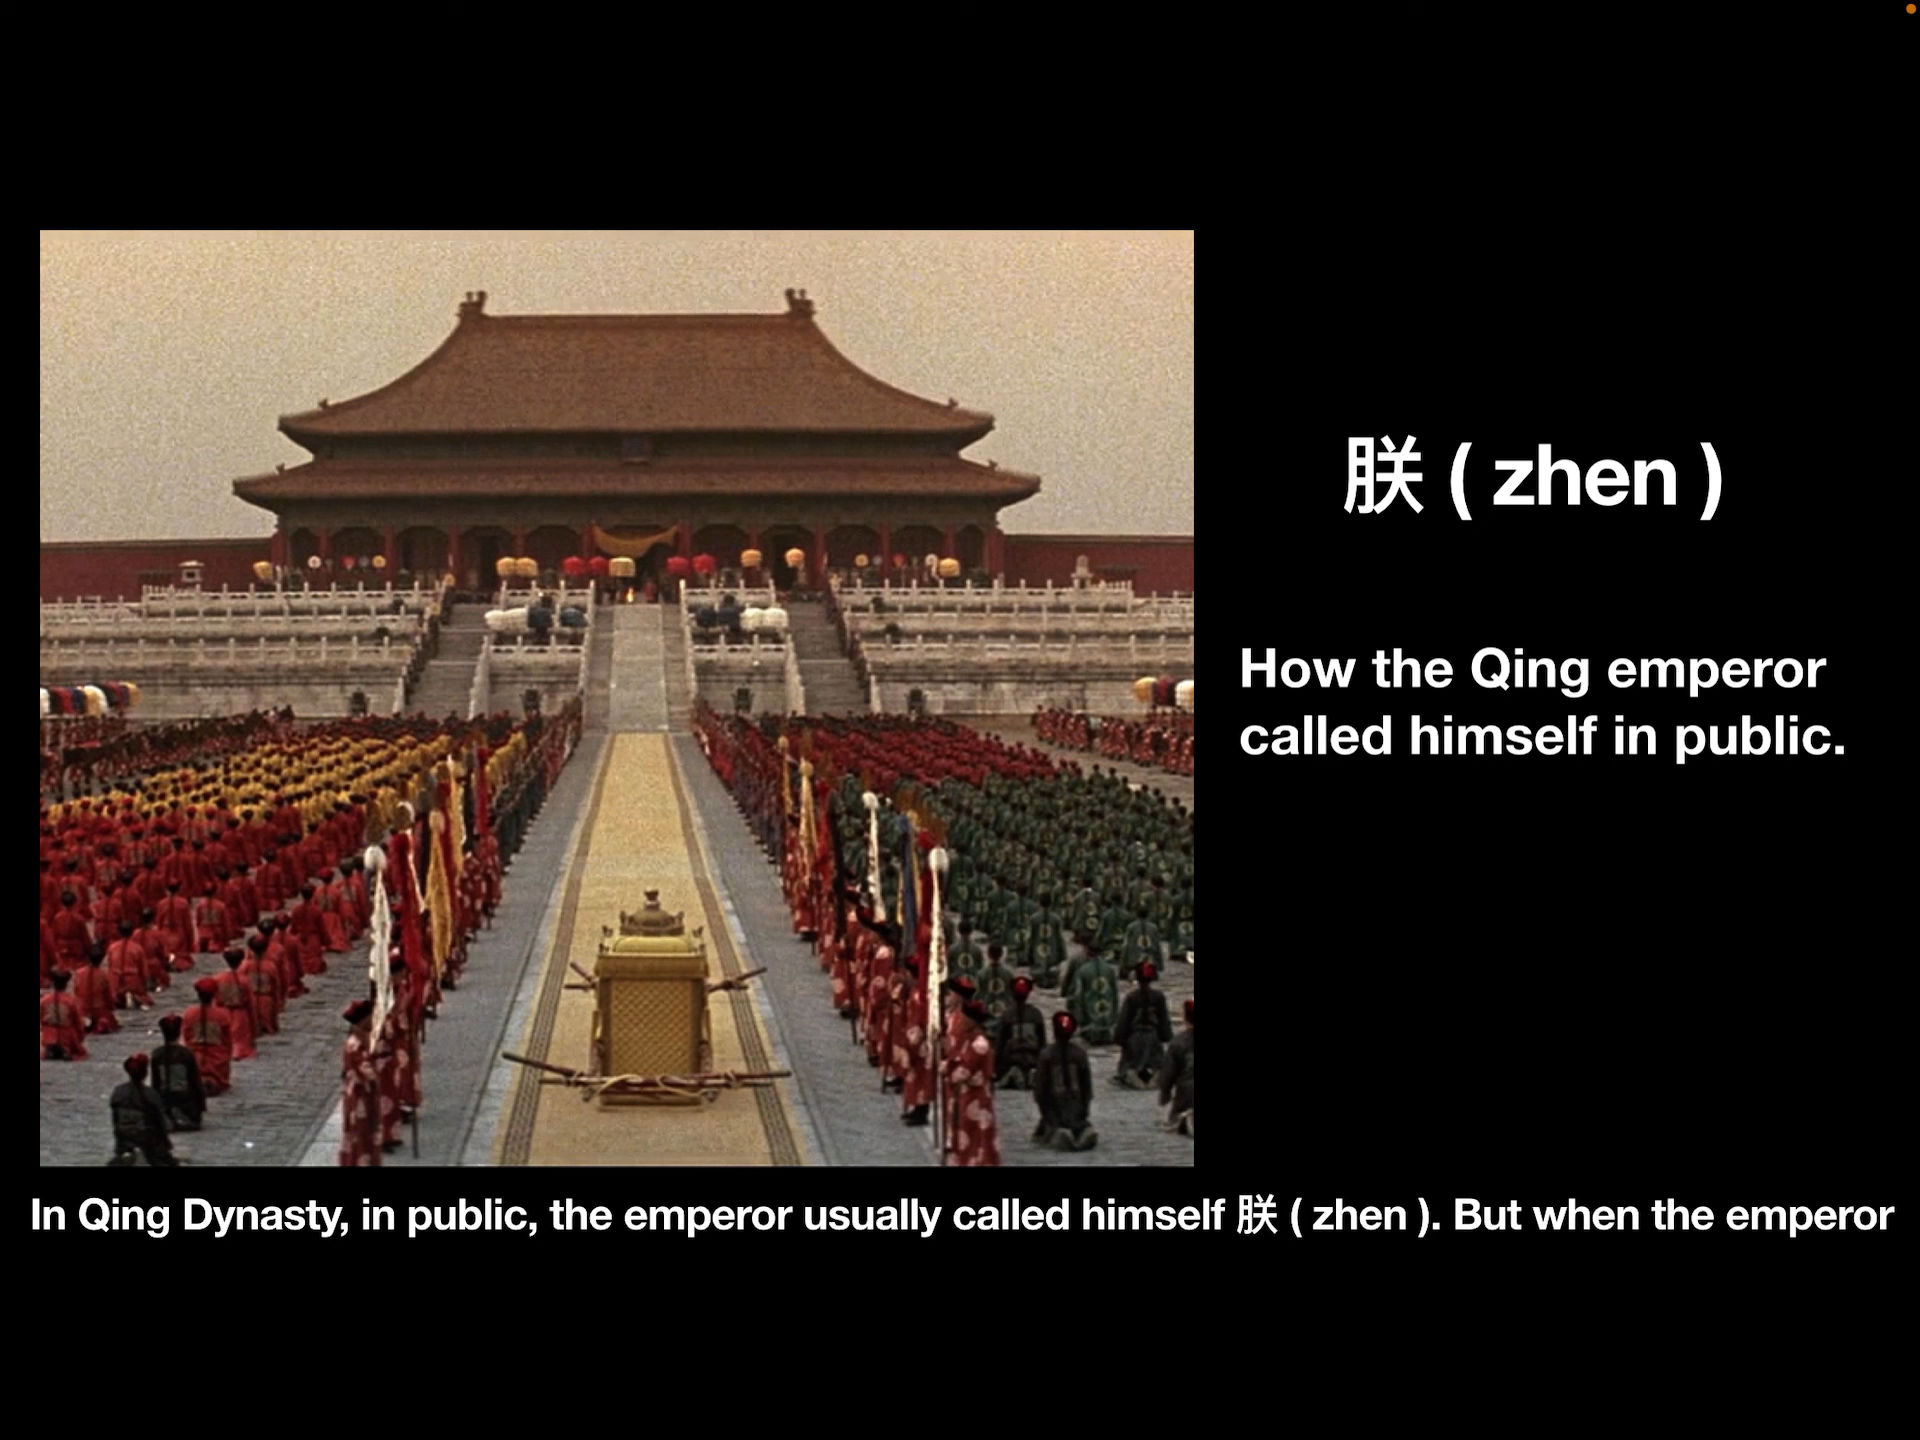 朕 ( zhen )
How the Qing emperor
called himself in public.
In Qing Dynasty, in public, the emperor usually called himself 朕 ( zhen ). But when the emperor